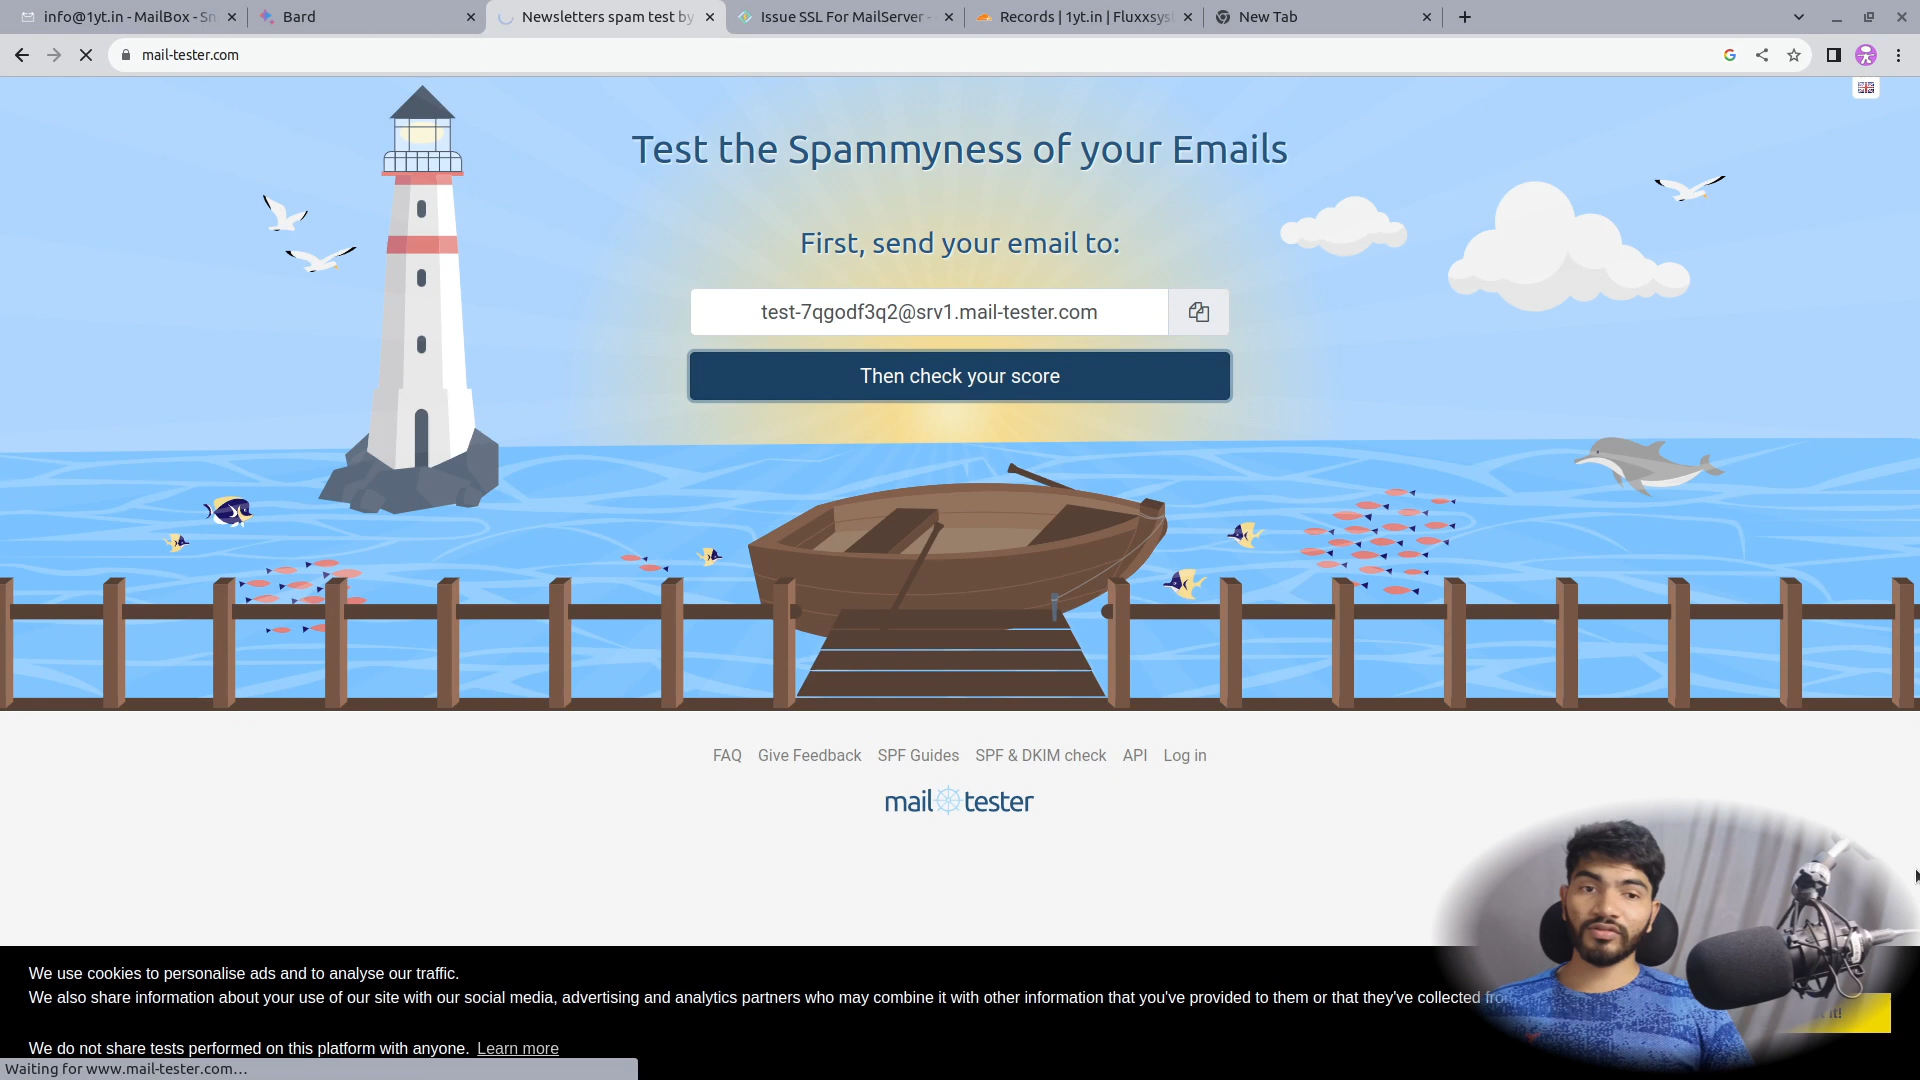 info@1yt.in - MailBox - Sn
Bard
Newsletters spam test by
Issue SSL For MailServer -
Records | 1yt.in | Fluxxsys
New Tab
mail-tester.com
Test the Spammyness of your Emails
First, send your email to:
test-7qgodf3q2@srv1.mail-tester.com
Then check your score
FAQ Give Feedback SPF Guides SPF & DKIM check API Log in
mail tester
We use cookies to personalise ads and to analyse our traffic.
We also share information about your use of our site with our social media, advertising and analytics partners who may combine it with other information that you've provided to them or that they've collected from
We do not share tests performed on this platform with anyone. Learn more
Waiting for www.mail-tester.com…